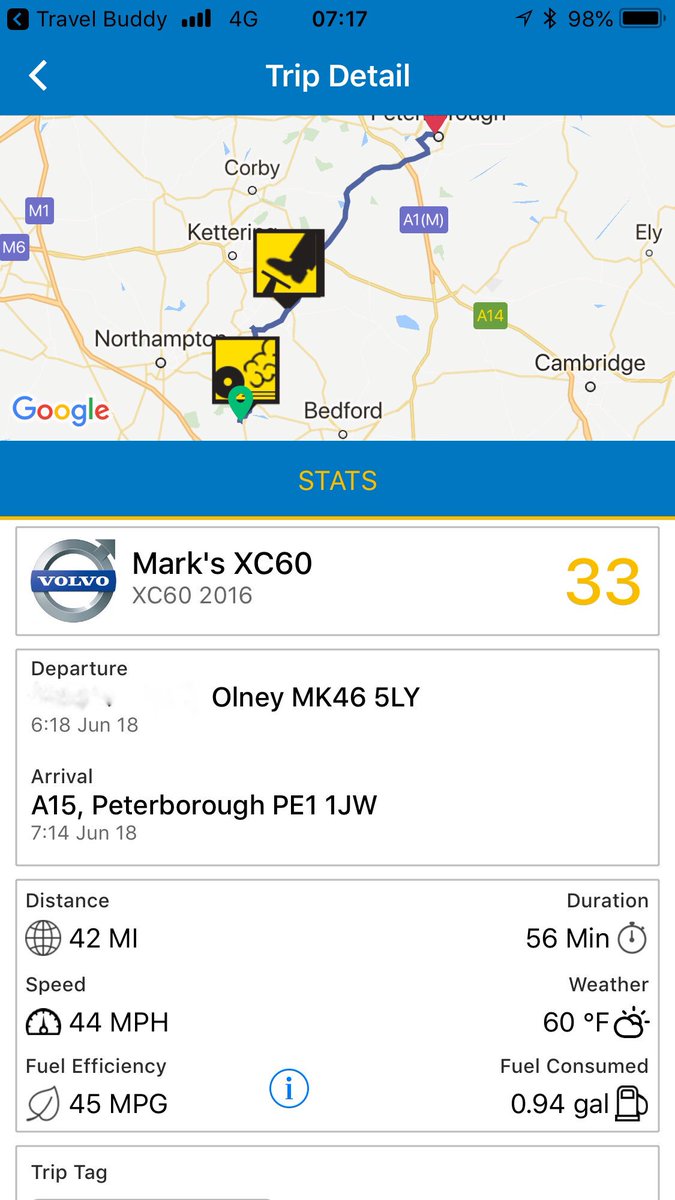 Travel Buddy 4G 07:17 98%
Trip Detail
Peterborough
Corby
M1
A1(M)
Kettering
Ely
M6
A14
Northampton
Cambridge
Google
Bedford
STATS
VOLVO
Mark's XC60
XC60 2016
33
Departure
Olney MK46 5LY
6:18 Jun 18
Arrival
A15, Peterborough PE1 1JW
7:14 Jun 18
Distance Duration
42 MI 56 Min
Speed Weather
44 MPH 60 °F
Fuel Efficiency Fuel Consumed
i
45 MPG 0.94 gal
Trip Tag